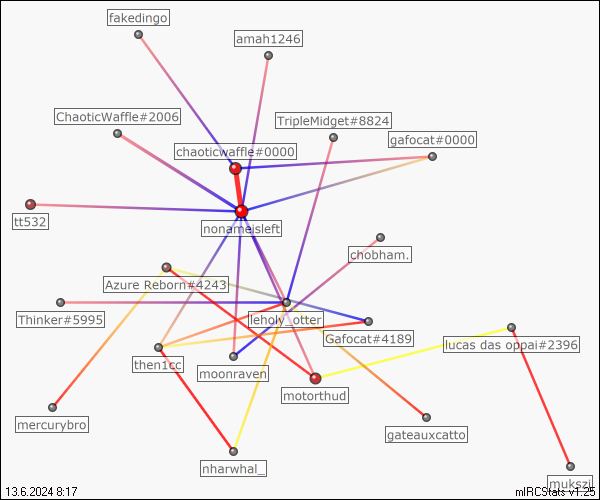 fakedingo
amah1246
ChaoticWaffle#2006
TripleMidget#8824
gafocat#0000
chaoticwaffle#0000
tt532
nonameisleft
chobham.
Azure Reborn#4243
Thinker#5995
leholy_otter
Gafocat#4189
lucas das oppai#2396
then1cc
moonraven
motorthud
mercurybro
gateauxcatto
nharwhal_
mukszi
13.6.2024 8:17
mIRCStats v1.25